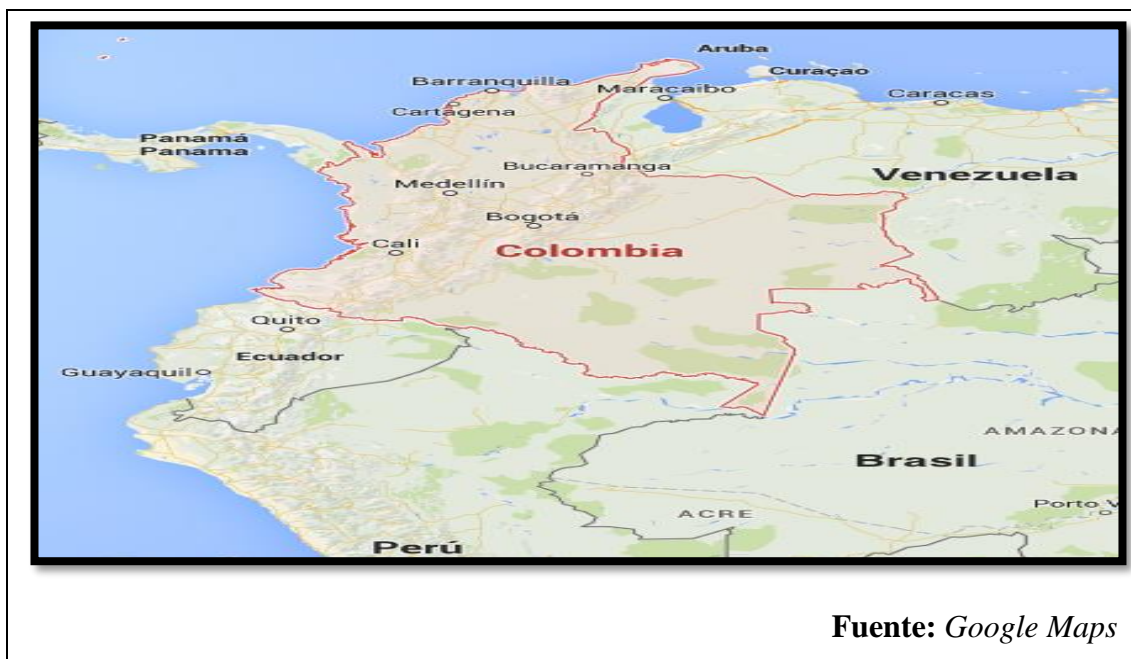 Aruba
Curaçao
Barranquilla
Maracaibo
Caracas
Cartagena
Panamá
Panama
Bucaramanga
Venezuela
Medellín
Bogotá
Cali
Colombia
Quito
Ecuador
Guayaquil
AMAZONA
Brasil
Porto V
ACRE
Perú
Fuente: Google Maps